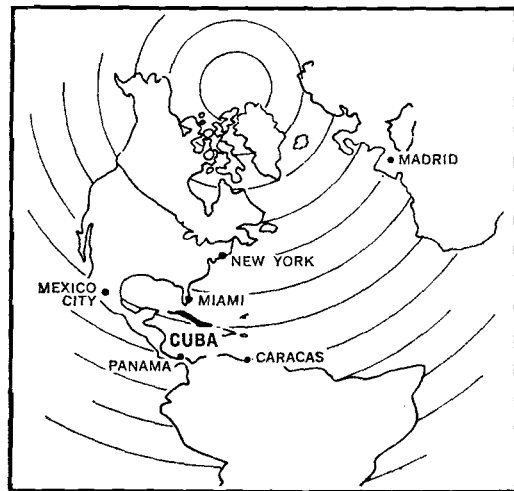 MADRID
NEW YORK
MEXICO
CITY
MIAMI
CUBA
PANAMA
CARACAS